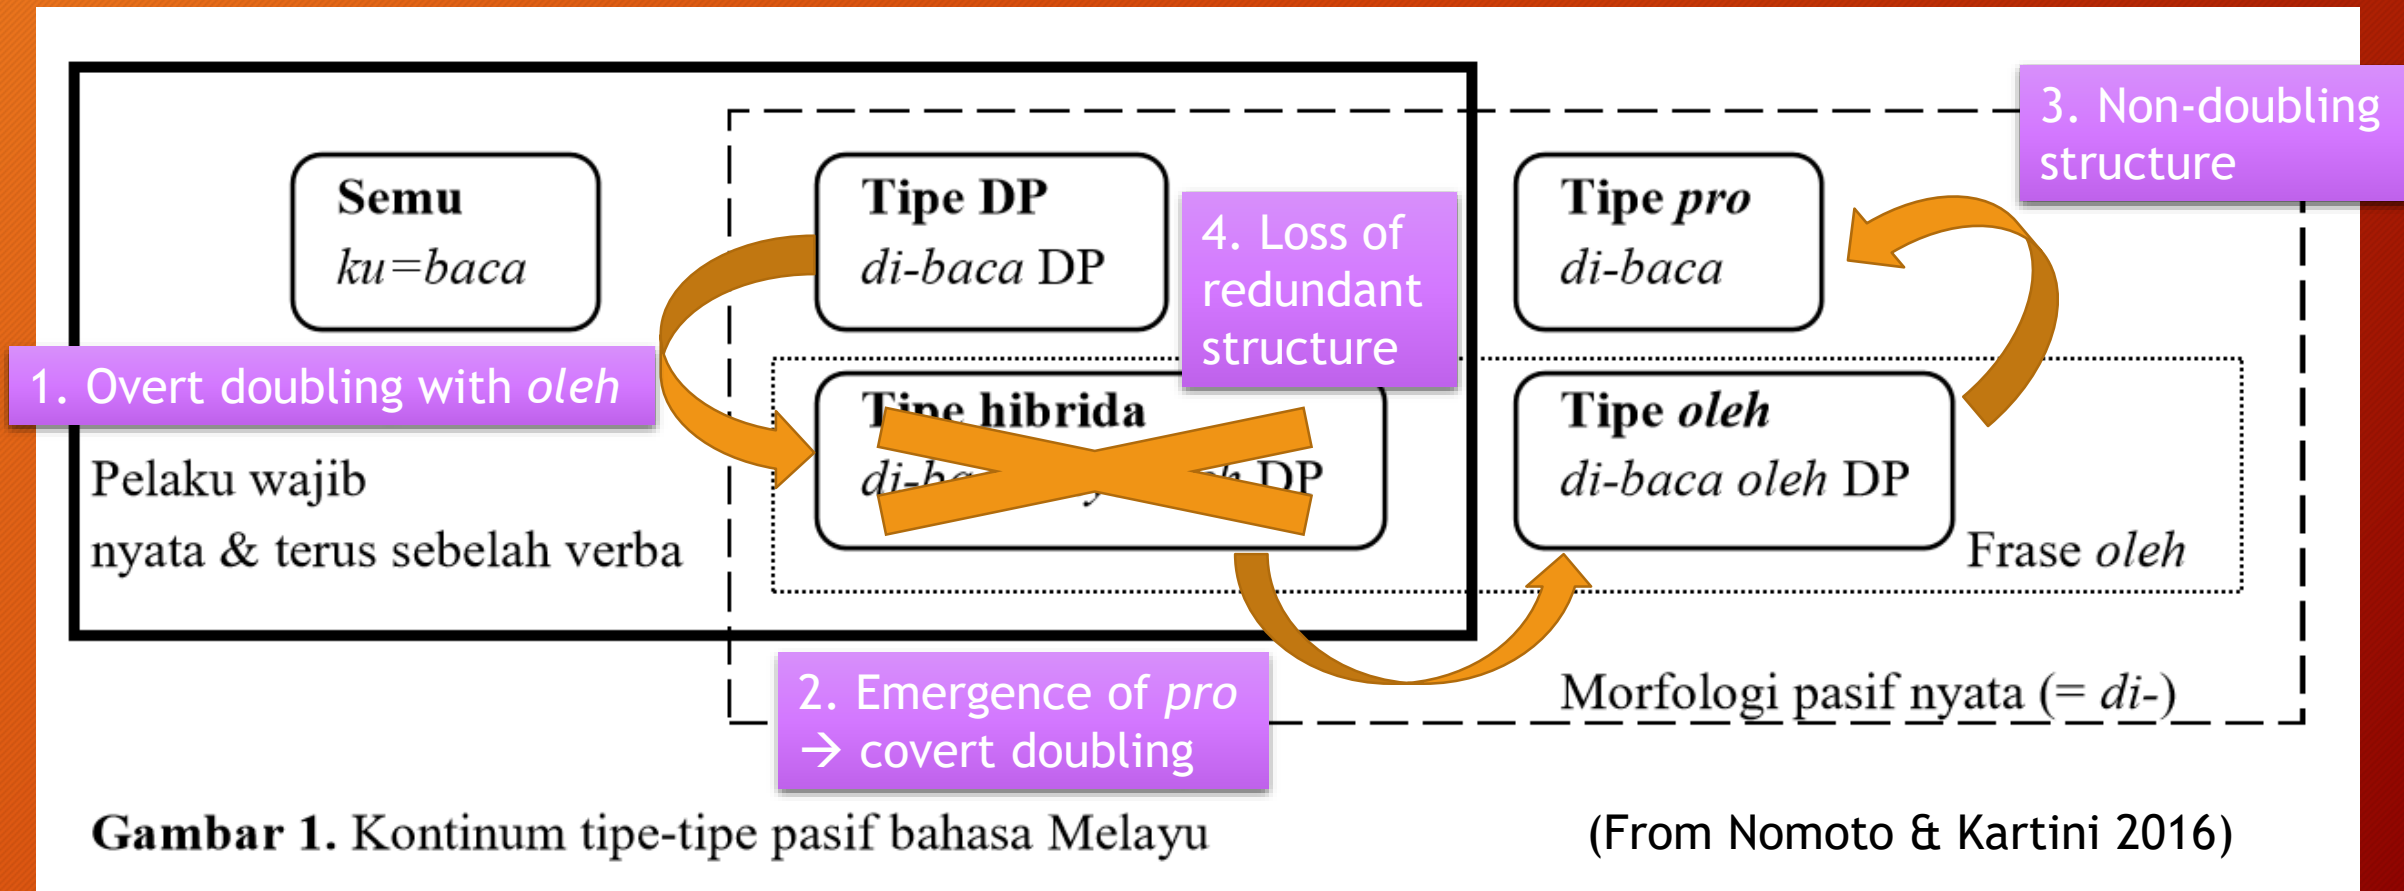 3. Non-doubling
structure
Semu
ku=baca
Tipe DP
di-baca DP
4. Loss of
redundant
structure
Tipe pro
di-baca
1. Overt doubling with oleh
Tipe hibrida
DP
Tipe oleh
di-baca oleh DP
Pelaku wajib
nyata & terus sebelah verba
Frase oleh
2. Emergence of pro
→ covert doubling
Morfologi pasif nyata (= di-)
Gambar 1. Kontinum tipe-tipe pasif bahasa Melayu
(From Nomoto & Kartini 2016)